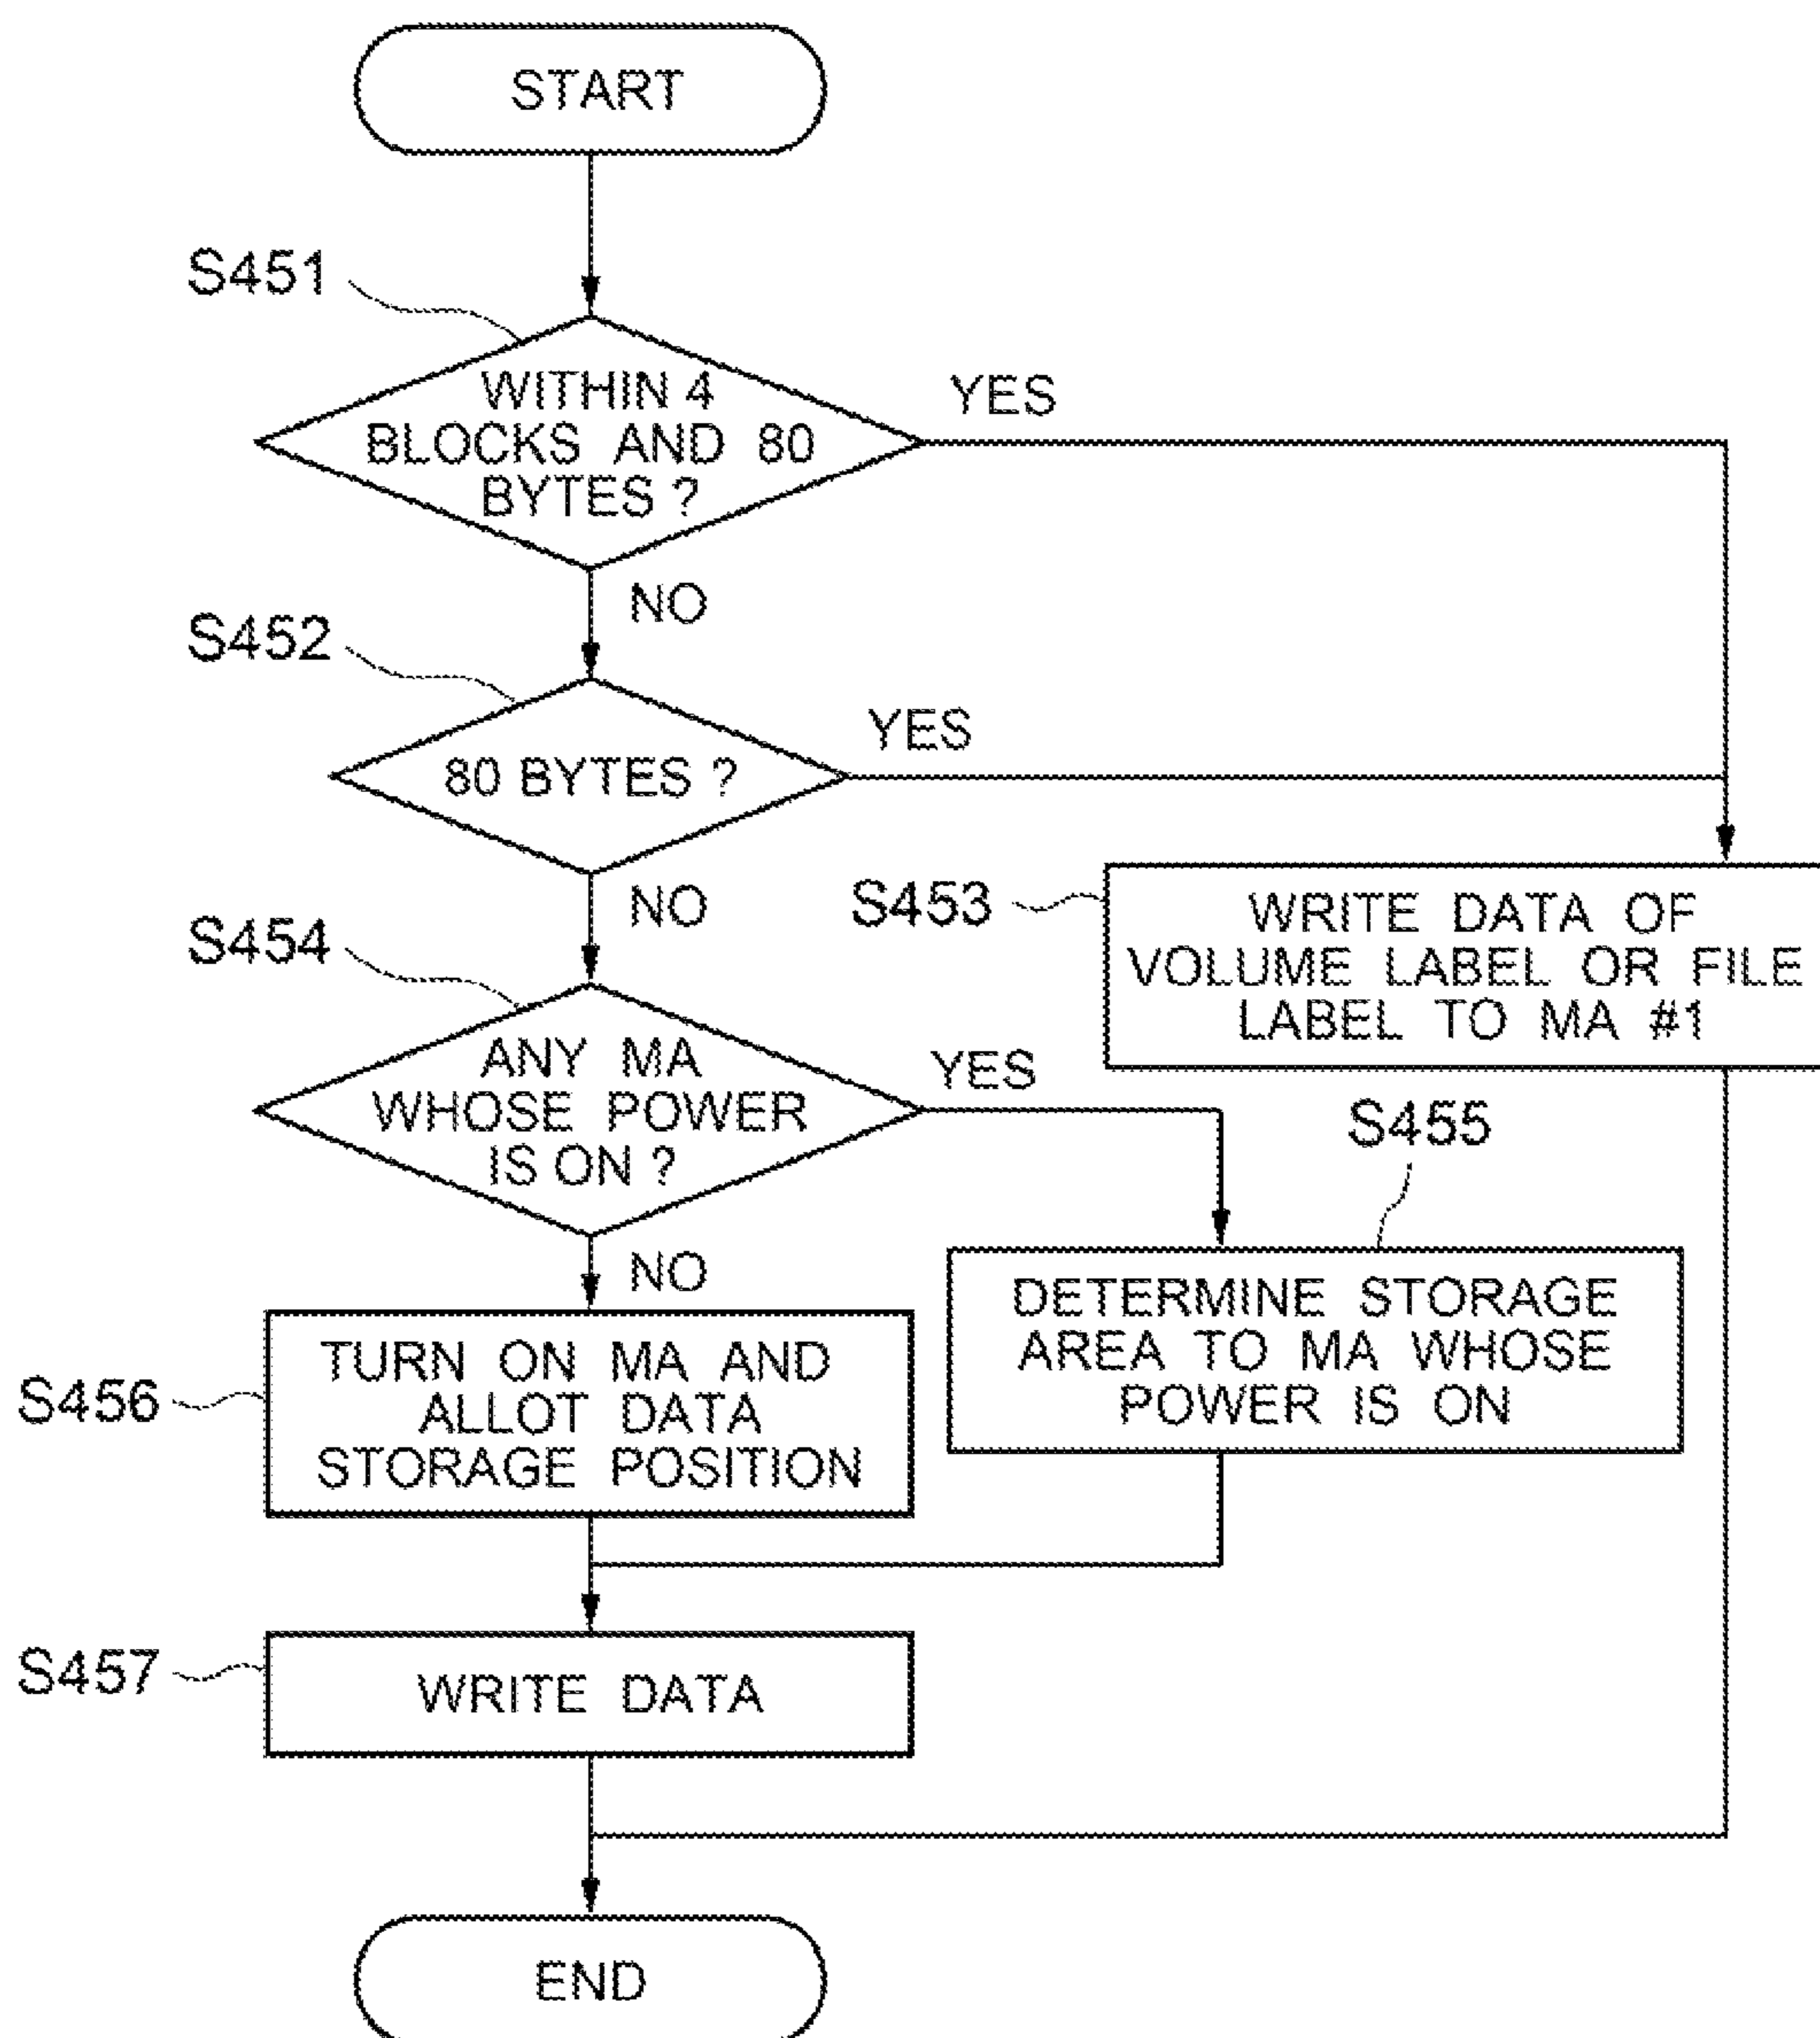 START
S451
WITHIN 4
BLOCKS AND 80
BYTES ?
YES
NO
S452
80 BYTES ?
YES
NO
S453
WRITE DATA OF
VOLUME LABEL OR FILE
LABEL TO MA #1
S454
ANY MA
WHOSE POWER
IS ON ?
YES
NO
S455
DETERMINE STORAGE
AREA TO MA WHOSE
POWER IS ON
S456
TURN ON MA AND
ALLOT DATA
STORAGE POSITION
S457
WRITE DATA
END